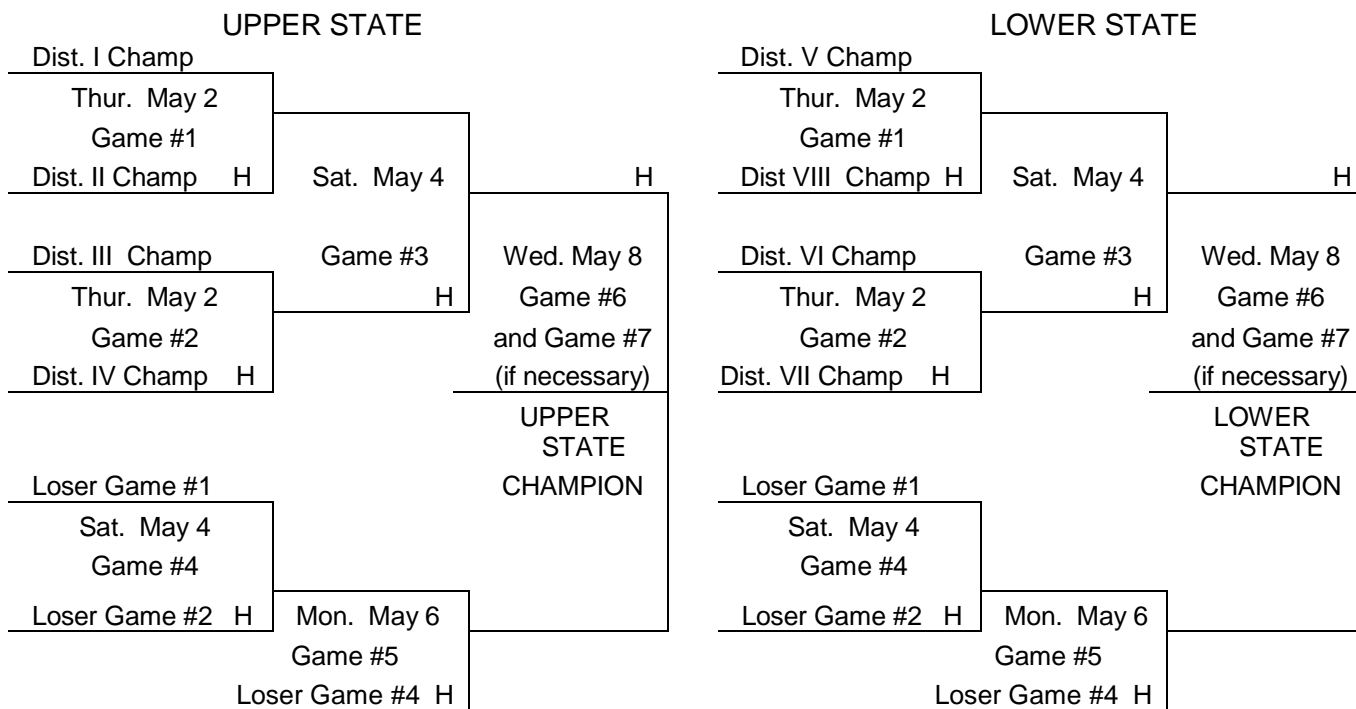 UPPER STATE
Dist. I Champ
Thur. May 2
Game #1
Dist. II Champ H
Sat. May 4
H
Dist. III Champ
Game #3
Wed. May 8
Thur. May 2
H
Game #6
Game #2
and Game #7
Dist. IV Champ H
(if necessary)
UPPER
STATE
CHAMPION
Loser Game #1
Sat. May 4
Game #4
Loser Game #2 H
Mon. May 6
Game #5
Loser Game #4 H
LOWER STATE
Dist. V Champ
Thur. May 2
Game #1
Dist VIII Champ H
Sat. May 4
H
Dist. VI Champ
Game #3
Wed. May 8
Thur. May 2
H
Game #6
Game #2
and Game #7
Dist. VII Champ H
(if necessary)
LOWER
STATE
CHAMPION
Loser Game #1
Sat. May 4
Game #4
Loser Game #2 H
Mon. May 6
Game #5
Loser Game #4 H